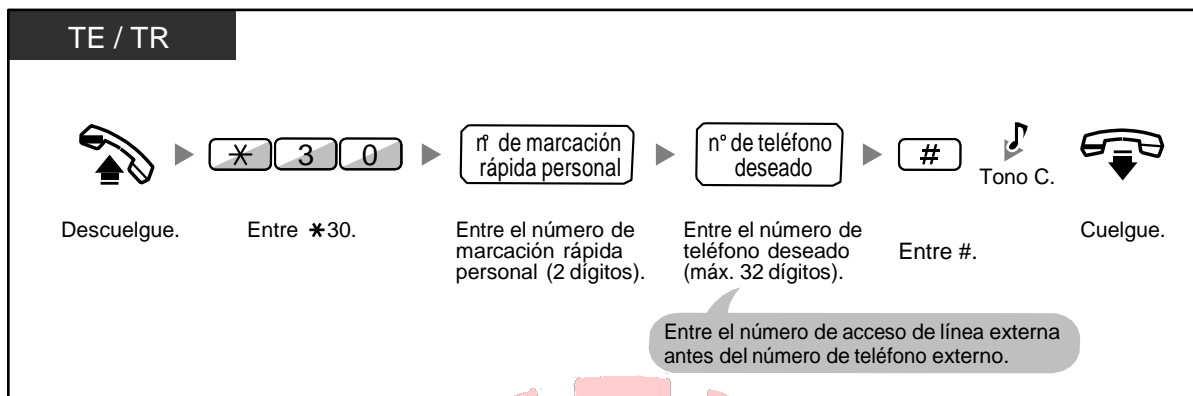 TE / TR
✳ 3 0
nº de marcación
rápida personal
n° de teléfono
deseado
#
Tono C.
Descuelgue.
Entre ✳30.
Entre el número de
marcación rápida
personal (2 dígitos).
Entre el número de
teléfono deseado
(máx. 32 dígitos).
Entre #.
Cuelgue.
Entre el número de acceso de línea externa
antes del número de teléfono externo.